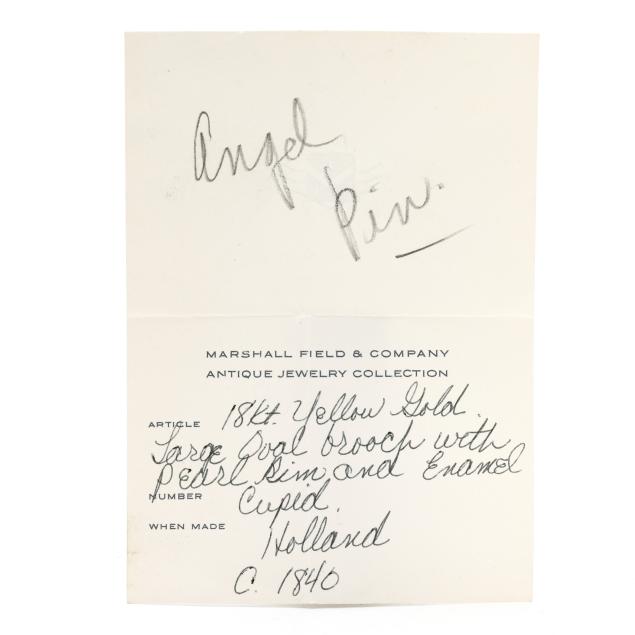 Angel
Pin.
MARSHALL FIELD & COMPANY
ANTIQUE JEWELRY COLLECTION
ARTICLE 18Kt. Yellow Gold.
Large Oval brooch with
Pearl Rim and Enamel
NUMBER Cupid.
WHEN MADE
Holland
C. 1840